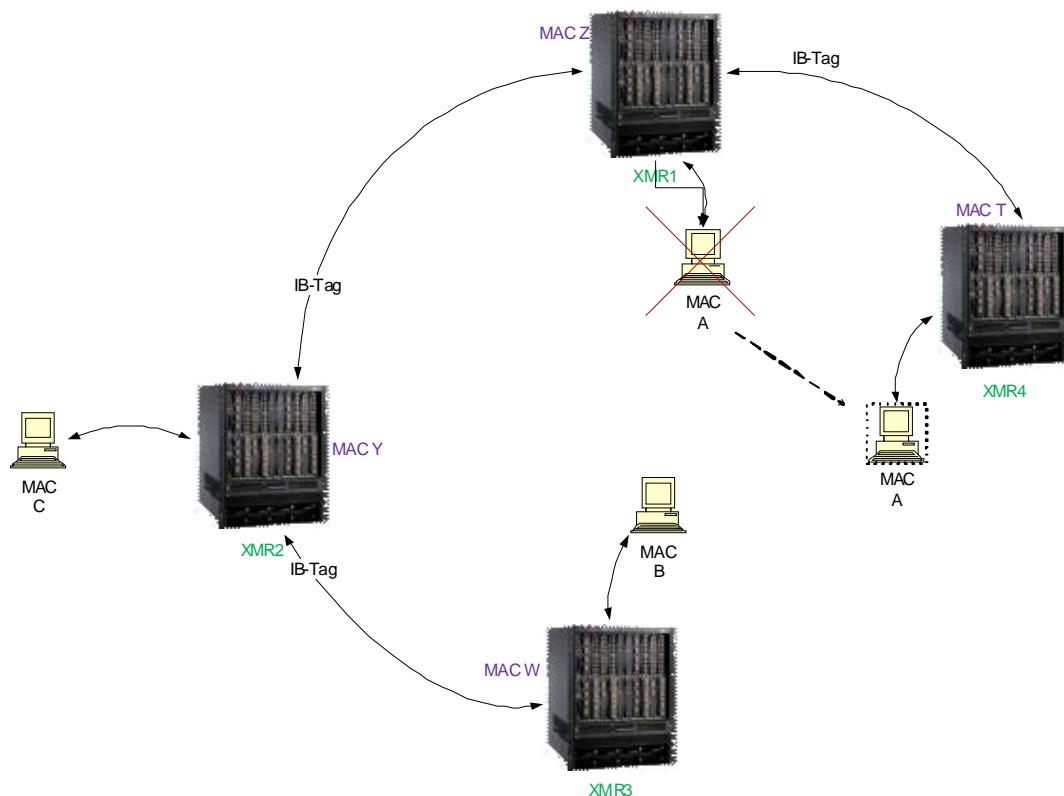 MAC Z
IB-Tag
XMR1
MAC T
MAC
A
IB-Tag
XMR4
MAC Y
MAC
C
MAC
A
XMR2
MAC
B
IB-Tag
MAC W
XMR3